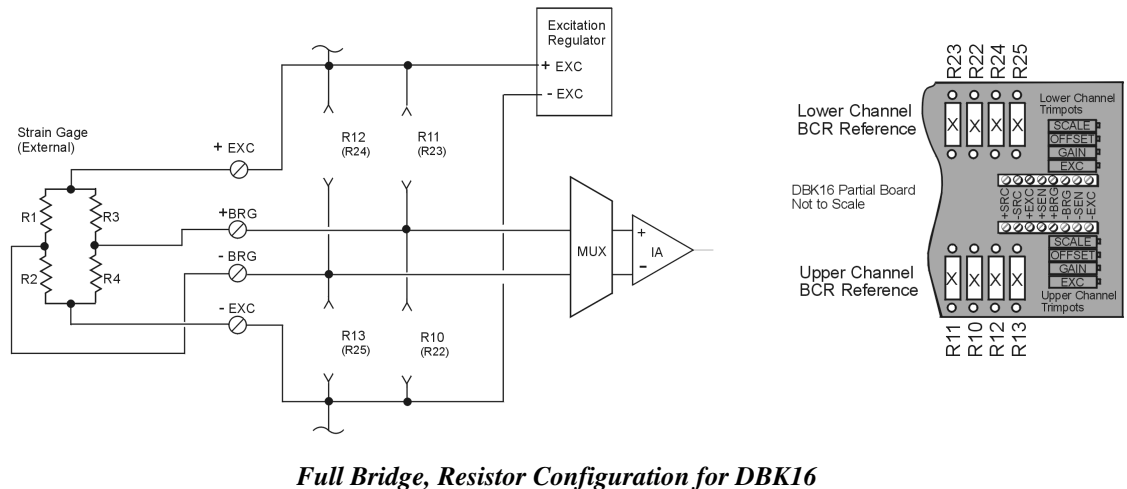 Excitation
Regulator
+ EXC
- EXC
Strain Gage
(External)
+ EXC
R12
(R24)
R11
(R23)
R1
R3
+BRG
R2
R4
- BRG
MUX
+
-
IA
- EXC
R13
(R25)
R10
(R22)
R23
R22
R24
R25
Lower Channel
BCR Reference
X
X
X
X
Lower Channel
Trimpots
SCALE
OFFSET
GAIN
EXC
DBK16 Partial Board
Not to Scale
+SRC
-SRC
+EXC
+SEN
+BRG
-BRG
-SEN
-EXC
SCALE
OFFSET
GAIN
EXC
Upper Channel
Trimpots
Upper Channel
BCR Reference
X
X
X
X
R11
R10
R12
R13
Full Bridge, Resistor Configuration for DBK16